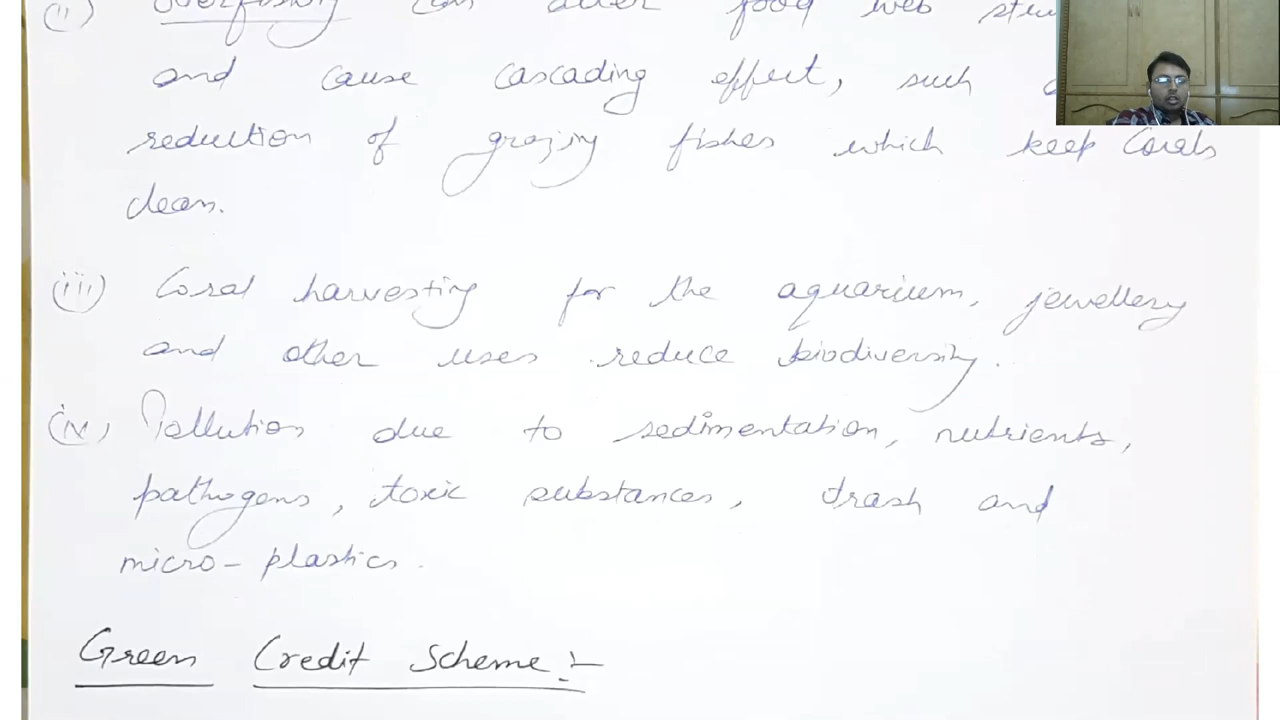 (ii) Overfishing can alter food web
and cause cascading effect, such
reduction of grazing fishes which keep Corals
clean.
(iii) Coral harvesting for the aquarium, jewellery
and other uses reduce biodiversity.
(iv) Pollution due to sedimentation, nutrients,
pathogens, toxic substances, trash and
micro-plastics.
Green Credit Scheme :-